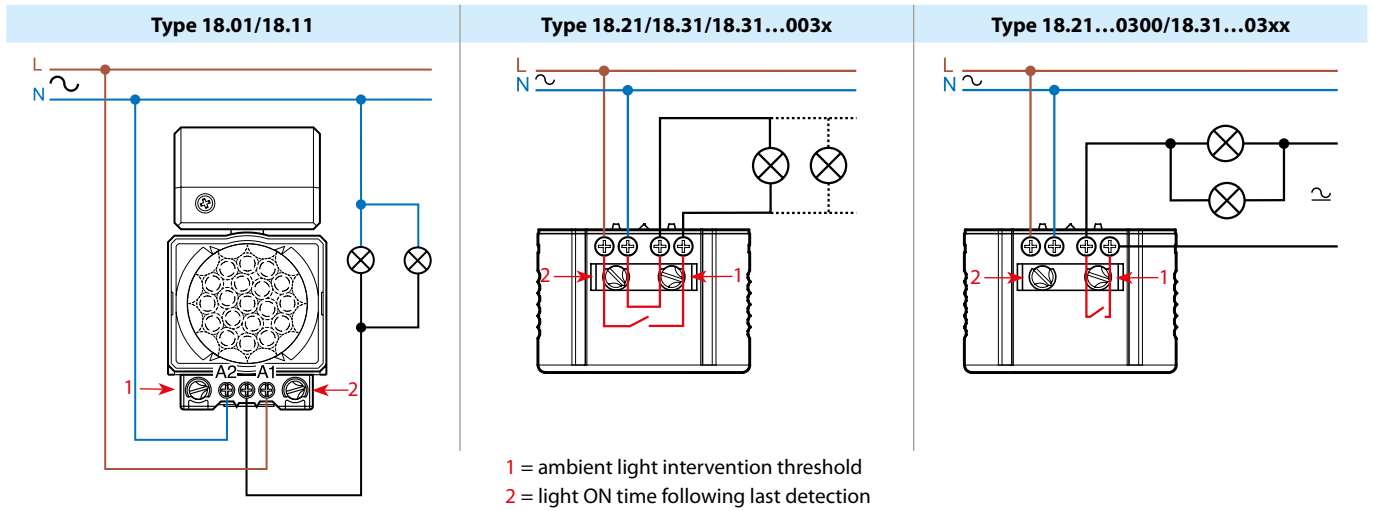 Type 18.01/18.11
Type 18.21/18.31/18.31...003x
Type 18.21...0300/18.31...03xx
L
N
A2
A1
1
2
L
N
2
1
L
N
2
1
1 = ambient light intervention threshold
2 = light ON time following last detection